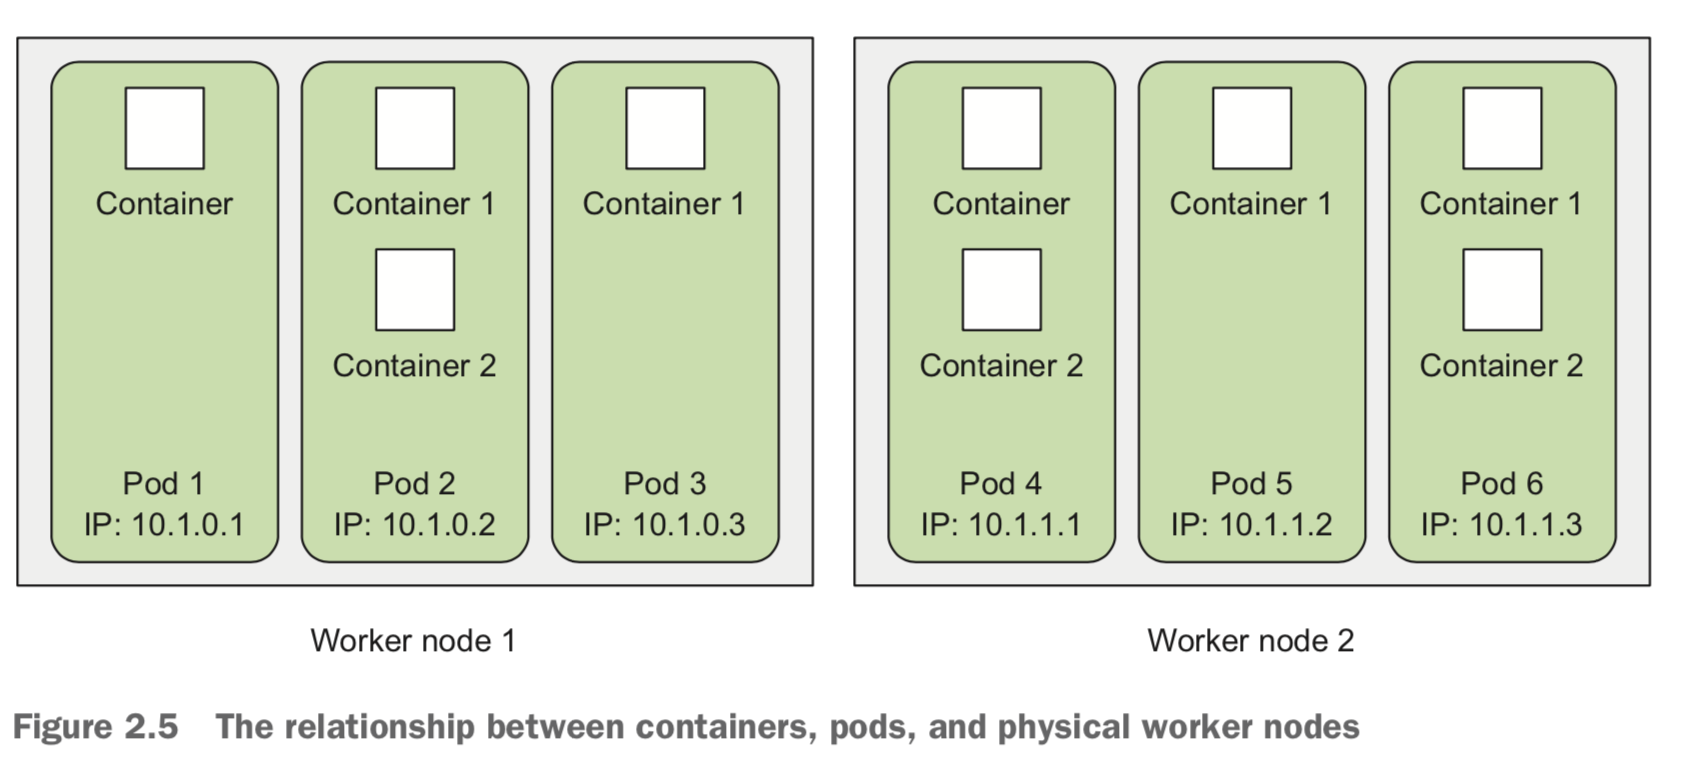 Container
Container 1
Container 2
Container 1
Pod 1
IP: 10.1.0.1
Pod 2
IP: 10.1.0.2
Pod 3
IP: 10.1.0.3
Worker node 1
Container
Container 2
Container 1
Container 1
Container 2
Pod 4
IP: 10.1.1.1
Pod 5
IP: 10.1.1.2
Pod 6
IP: 10.1.1.3
Worker node 2
Figure 2.5 The relationship between containers, pods, and physical worker nodes